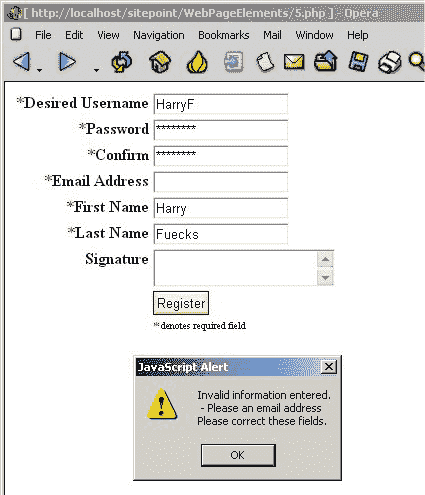 [ http://localhost/sitepoint/WebPageElements/5.php ] - Opera
File Edit View Navigation Bookmarks Mail Window Help
*Desired Username HarryF
*Password ********
*Confirm ********
*Email Address
*First Name Harry
*Last Name Fuecks
Signature
Register
* denotes required field
JavaScript Alert
Invalid information entered.
- Please an email address
Please correct these fields.
OK